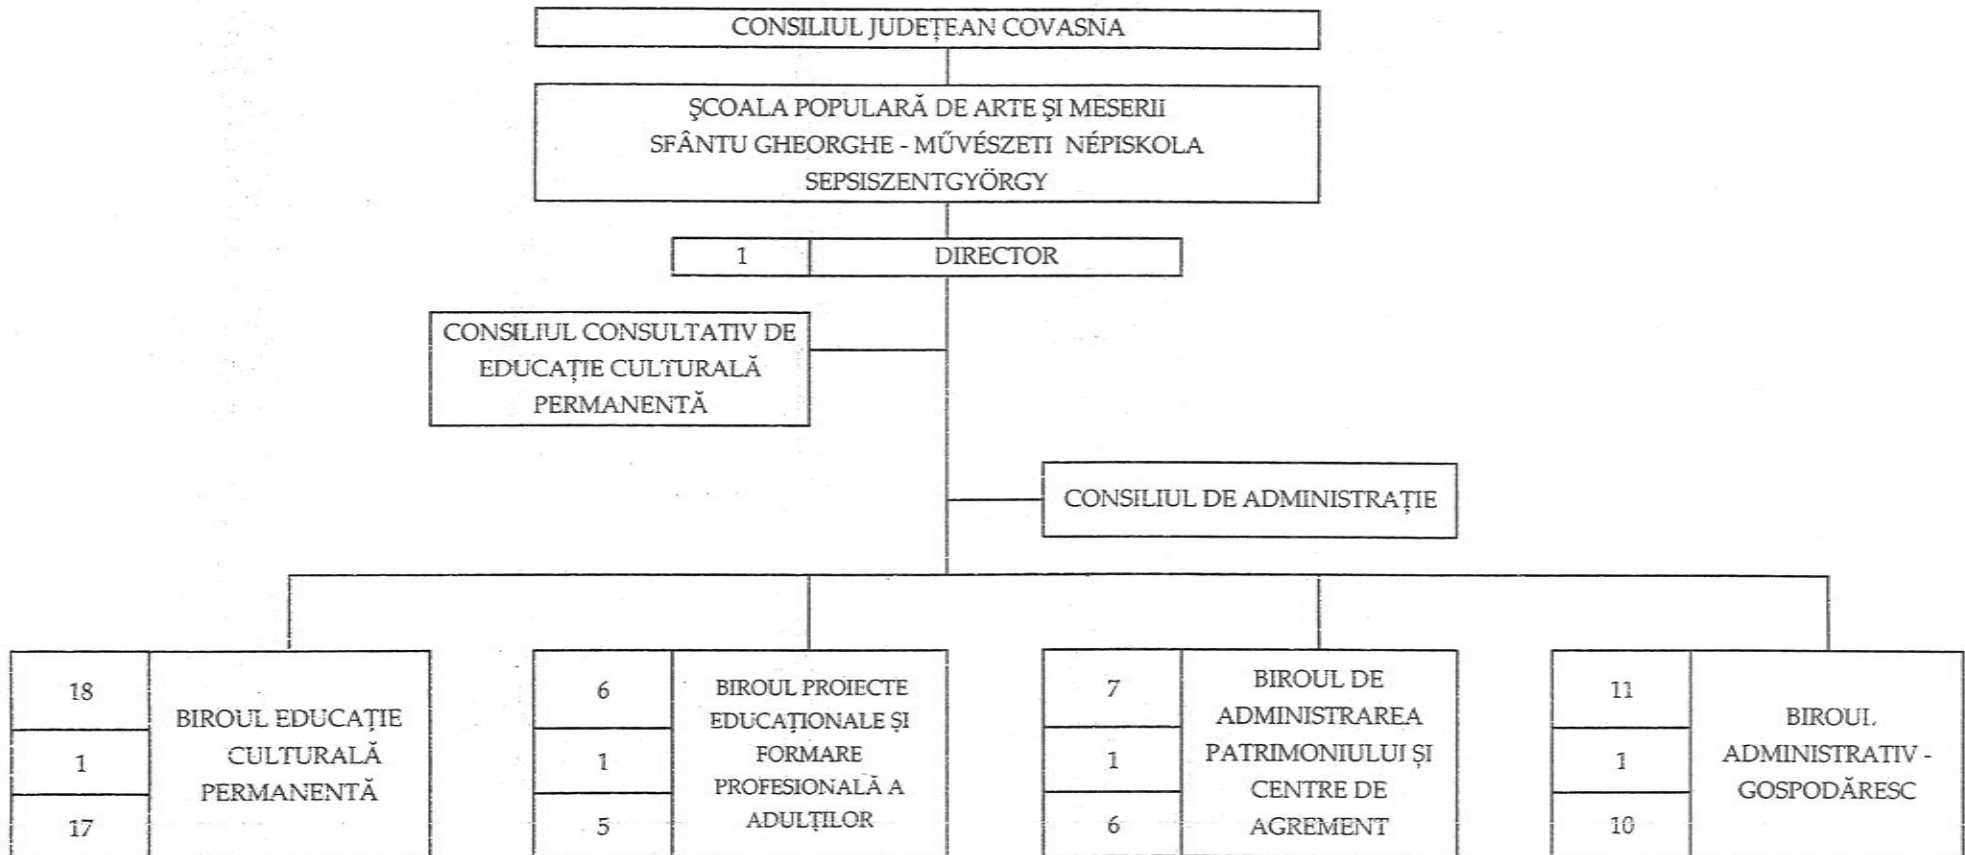 CONSILIUL JUDEȚEAN COVASNA
ŞCOALA POPULARĂ DE ARTE ŞI MESERII
SFÂNTU GHEORGHE - MŰVÉSZETI NÉPISKOLA
SEPSISZENTGYÖRGY
1 DIRECTOR
CONSILIUL CONSULTATIV DE
EDUCAȚIE CULTURALĂ
PERMANENTĂ
CONSILIUL DE ADMINISTRAȚIE
18
1
17
BIROUL EDUCAȚIE
CULTURALĂ
PERMANENTĂ
6
1
5
BIROUL PROIECTE
EDUCAȚIONALE ȘI
FORMARE
PROFESIONALĂ A
ADULȚILOR
7
1
6
BIROUL DE
ADMINISTRAREA
PATRIMONIULUI ȘI
CENTRE DE
AGREMENT
11
1
10
BIROUL
ADMINISTRATIV -
GOSPODĂRESC